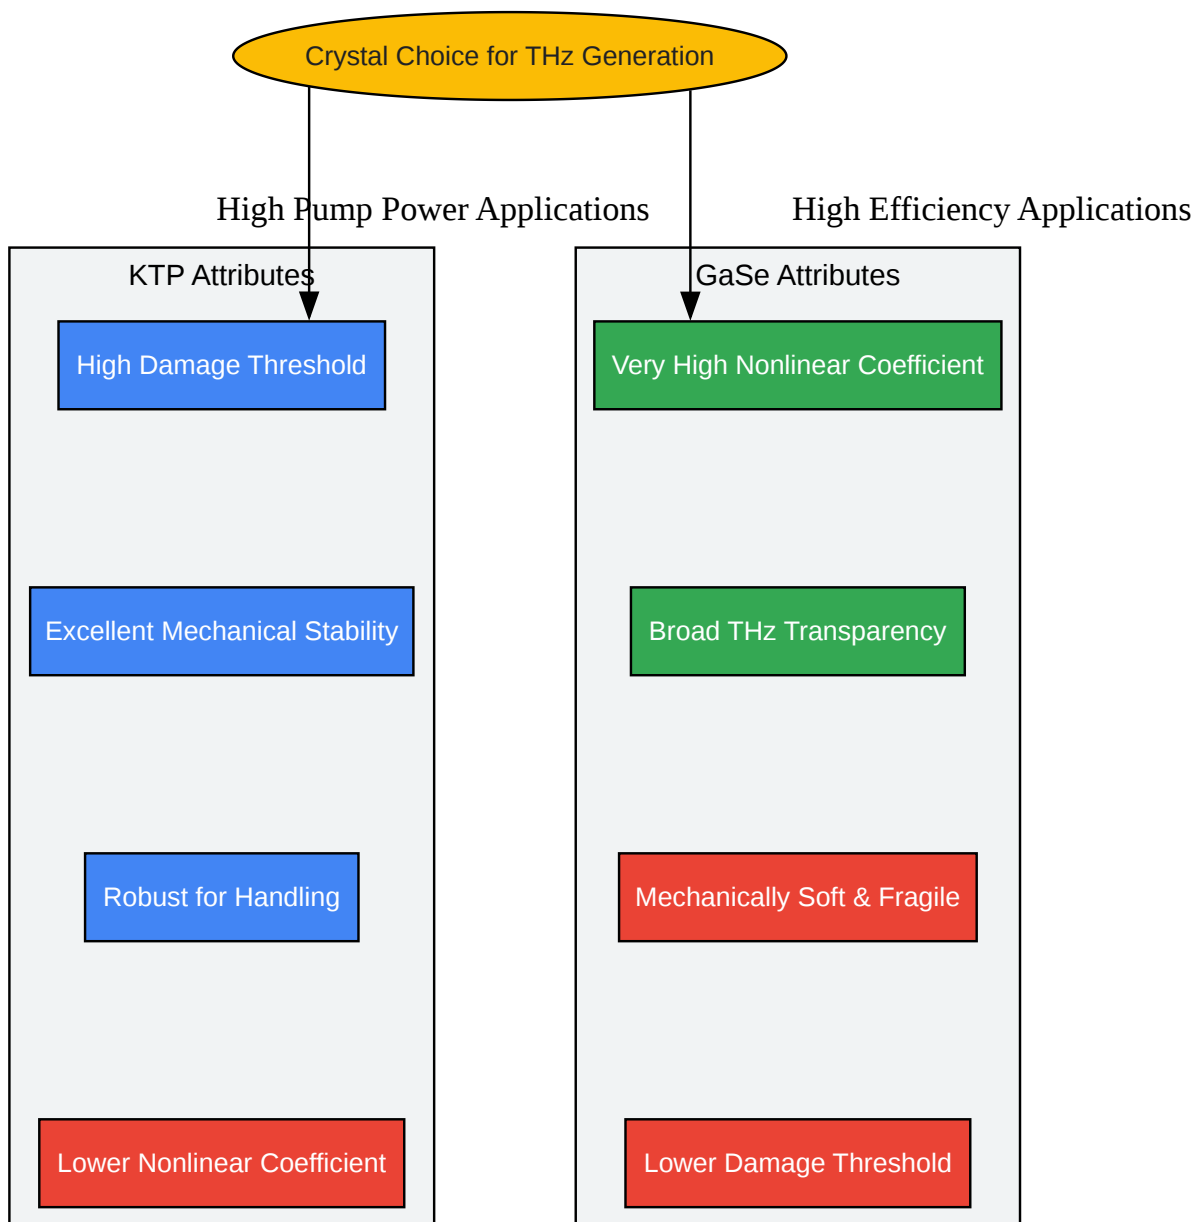 Crystal Choice for THz Generation
High Pump Power Applications
High Efficiency Applications
KTP Attributes
High Damage Threshold
Excellent Mechanical Stability
Robust for Handling
Lower Nonlinear Coefficient
GaSe Attributes
Very High Nonlinear Coefficient
Broad THz Transparency
Mechanically Soft & Fragile
Lower Damage Threshold